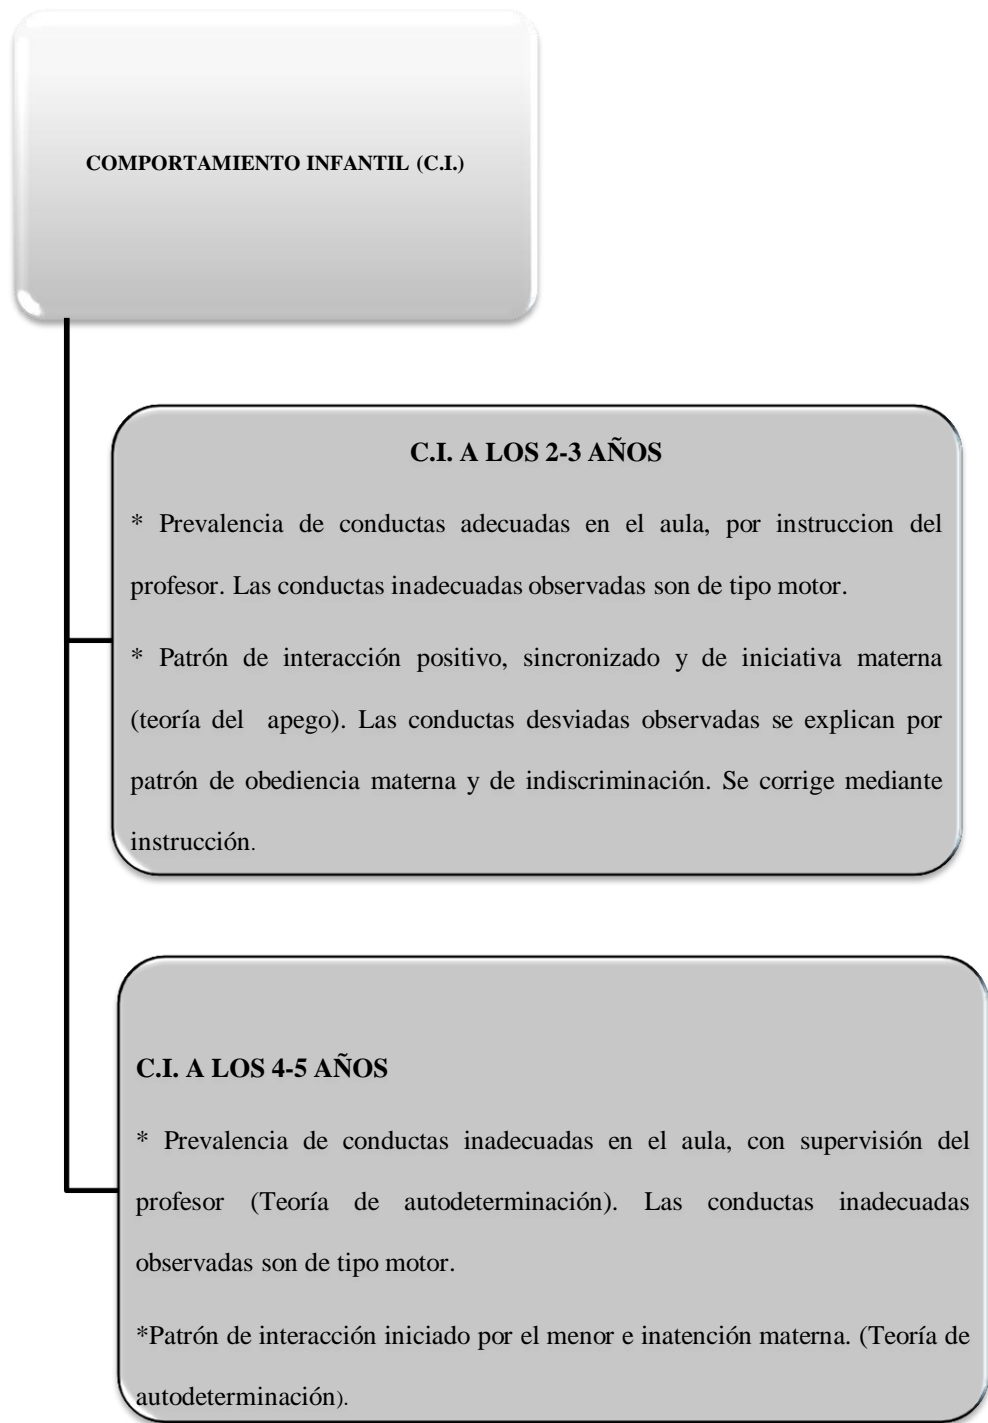 COMPORTAMIENTO INFANTIL (C.I.)
C.I. A LOS 2-3 AÑOS
* Prevalencia de conductas adecuadas en el aula, por instruccion del
profesor. Las conductas inadecuadas observadas son de tipo motor.
* Patrón de interacción positivo, sincronizado y de iniciativa materna
(teoría del apego). Las conductas desviadas observadas se explican por
patrón de obediencia materna y de indiscriminación. Se corrige mediante
instrucción.
C.I. A LOS 4-5 AÑOS
* Prevalencia de conductas inadecuadas en el aula, con supervisión del
profesor (Teoría de autodeterminación). Las conductas inadecuadas
observadas son de tipo motor.
*Patrón de interacción iniciado por el menor e inatención materna. (Teoría de
autodeterminación).